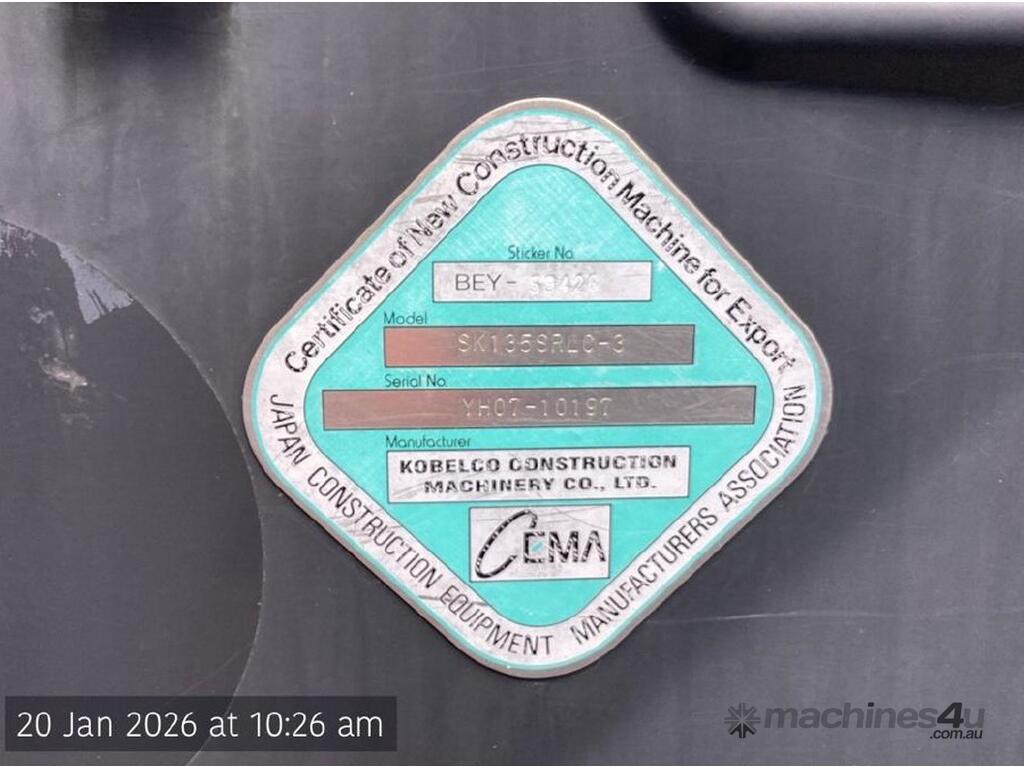 Certificate of New Construction Machine for Export
Sticker No.
BEY-
Model
SK135SRLC-3
Serial No.
YH07-10197
Manufacturer
KOBELCO CONSTRUCTION
MACHINERY CO., LTD.
CEMA
JAPAN CONSTRUCTION EQUIPMENT MANUFACTURERS ASSOCIATION
20 Jan 2026 at 10:26 am
machines4u
.com.au